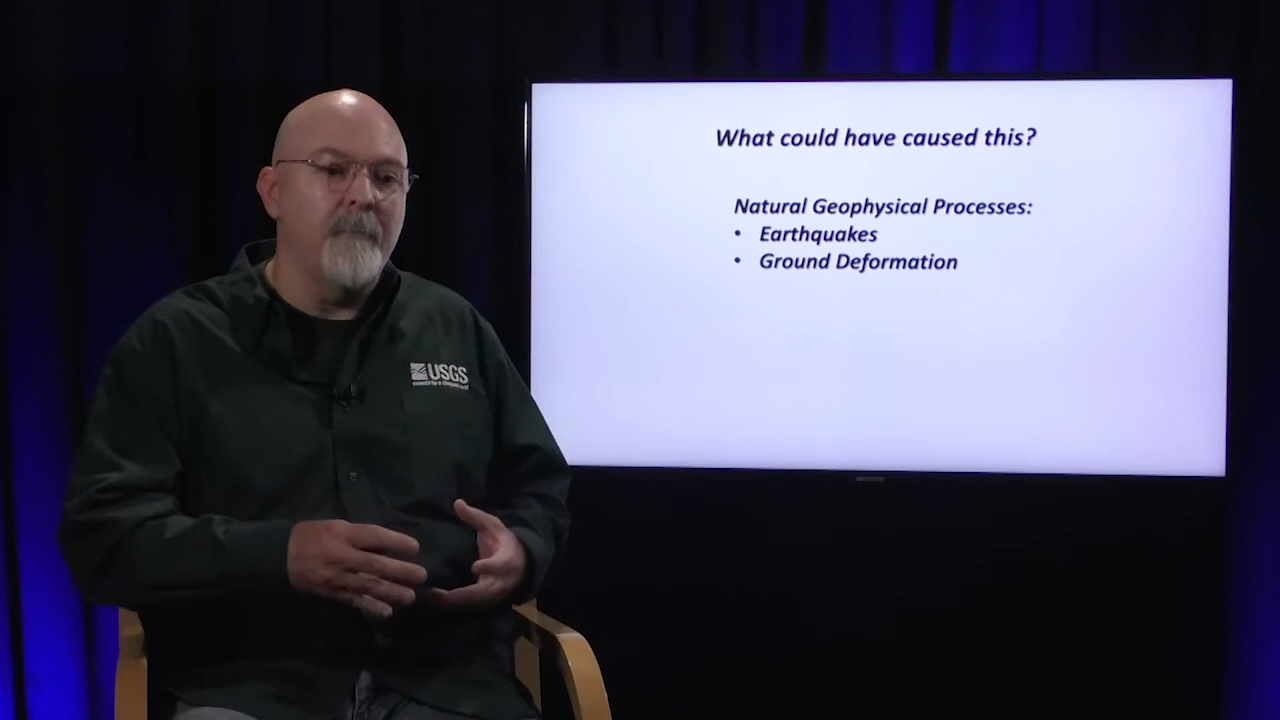 What could have caused this?
Natural Geophysical Processes:
• Earthquakes
• Ground Deformation
USGS